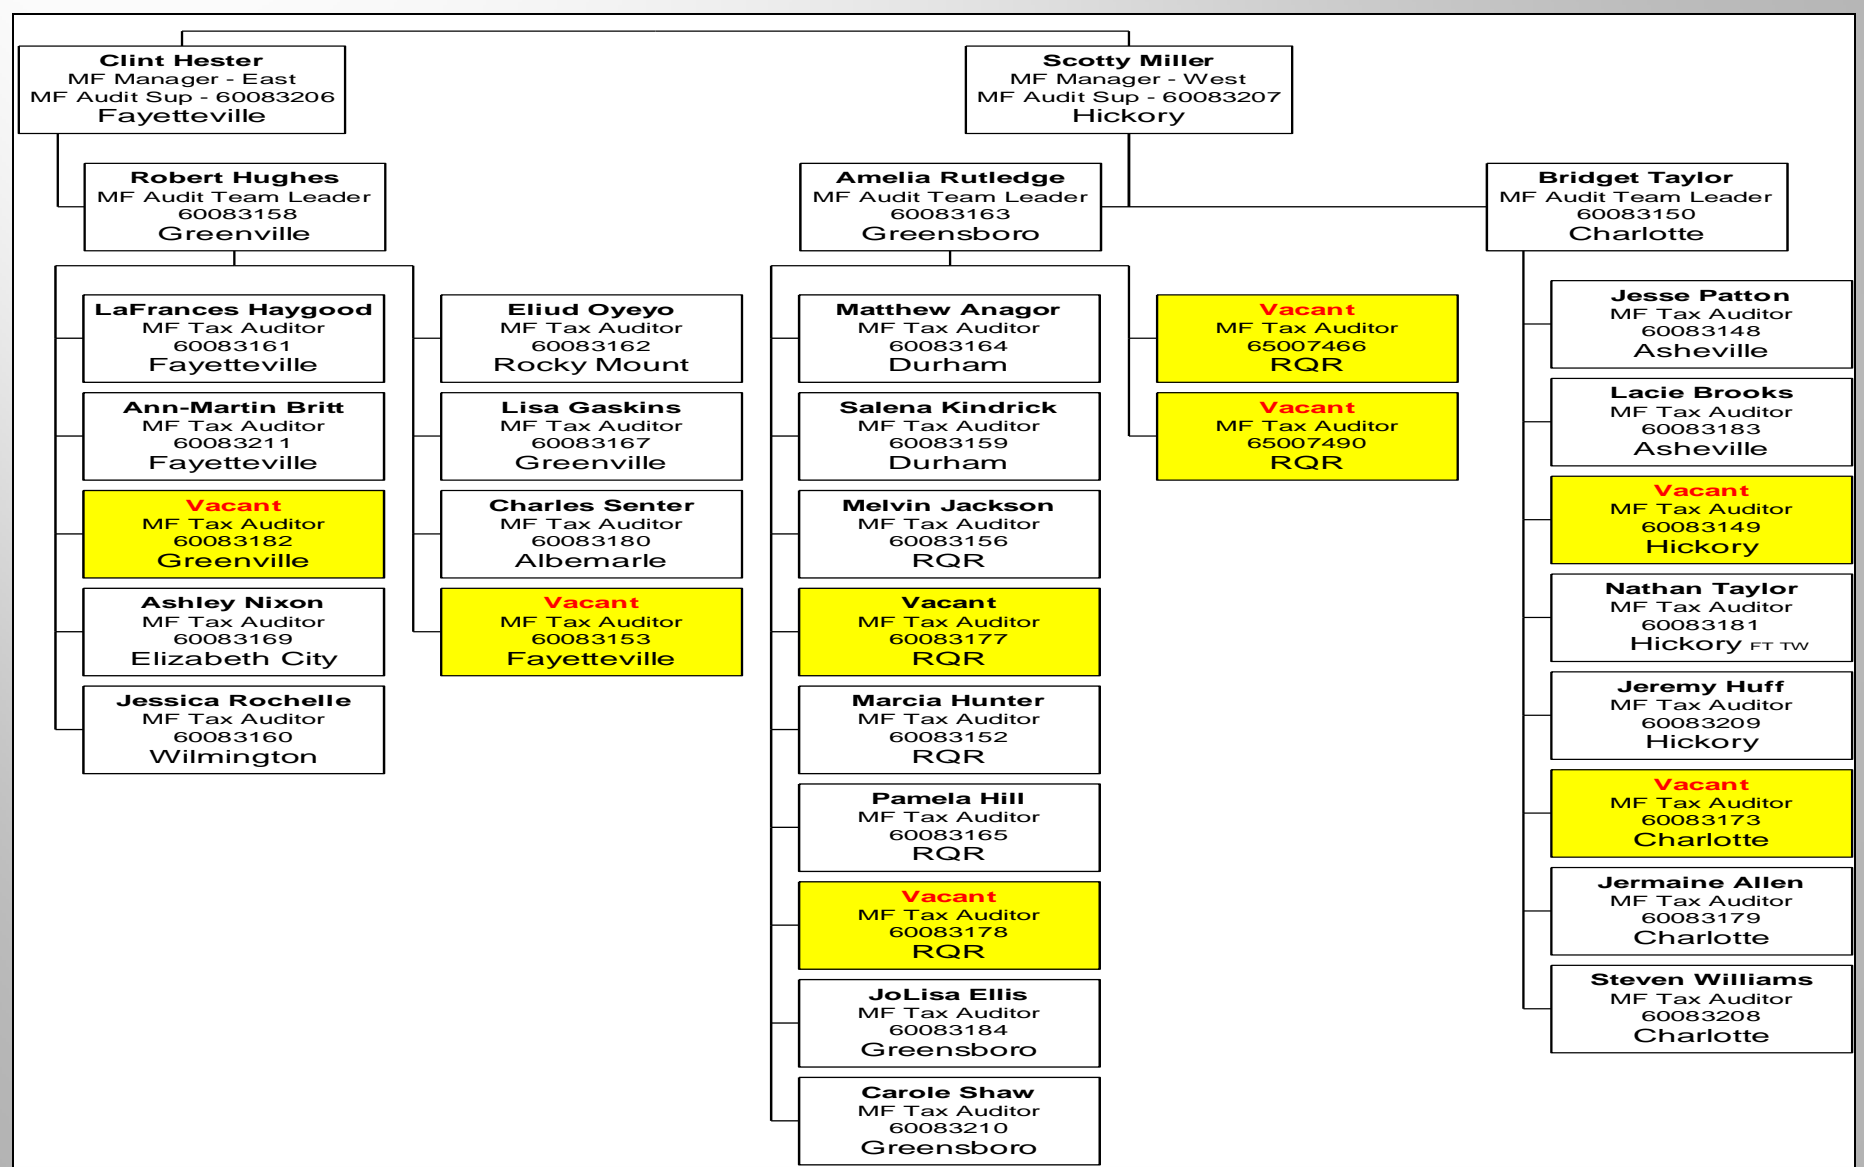 Clint Hester
MF Manager - East
MF Audit Sup - 60083206
Fayetteville
Scotty Miller
MF Manager - West
MF Audit Sup - 60083207
Hickory
Robert Hughes
MF Audit Team Leader
60083158
Greenville
Amelia Rutledge
MF Audit Team Leader
60083163
Greensboro
Bridget Taylor
MF Audit Team Leader
60083150
Charlotte
LaFrances Haygood
MF Tax Auditor
60083161
Fayetteville
Ann-Martin Britt
MF Tax Auditor
60083211
Fayetteville
Vacant
MF Tax Auditor
60083182
Greenville
Ashley Nixon
MF Tax Auditor
60083169
Elizabeth City
Jessica Rochelle
MF Tax Auditor
60083160
Wilmington
Eliud Oyeyo
MF Tax Auditor
60083162
Rocky Mount
Lisa Gaskins
MF Tax Auditor
60083167
Greenville
Charles Senter
MF Tax Auditor
60083180
Albemarle
Vacant
MF Tax Auditor
60083153
Fayetteville
Matthew Anagor
MF Tax Auditor
60083164
Durham
Salena Kindrick
MF Tax Auditor
60083159
Durham
Melvin Jackson
MF Tax Auditor
60083156
RQR
Vacant
MF Tax Auditor
60083177
RQR
Marcia Hunter
MF Tax Auditor
60083152
RQR
Pamela Hill
MF Tax Auditor
60083165
RQR
Vacant
MF Tax Auditor
60083178
RQR
JoLisa Ellis
MF Tax Auditor
60083184
Greensboro
Carole Shaw
MF Tax Auditor
60083210
Greensboro
Vacant
MF Tax Auditor
65007466
RQR
Vacant
MF Tax Auditor
65007490
RQR
Jesse Patton
MF Tax Auditor
60083148
Asheville
Lacie Brooks
MF Tax Auditor
60083183
Asheville
Vacant
MF Tax Auditor
60083149
Hickory
Nathan Taylor
MF Tax Auditor
60083181
Hickory FT TW
Jeremy Huff
MF Tax Auditor
60083209
Hickory
Vacant
MF Tax Auditor
60083173
Charlotte
Jermaine Allen
MF Tax Auditor
60083179
Charlotte
Steven Williams
MF Tax Auditor
60083208
Charlotte